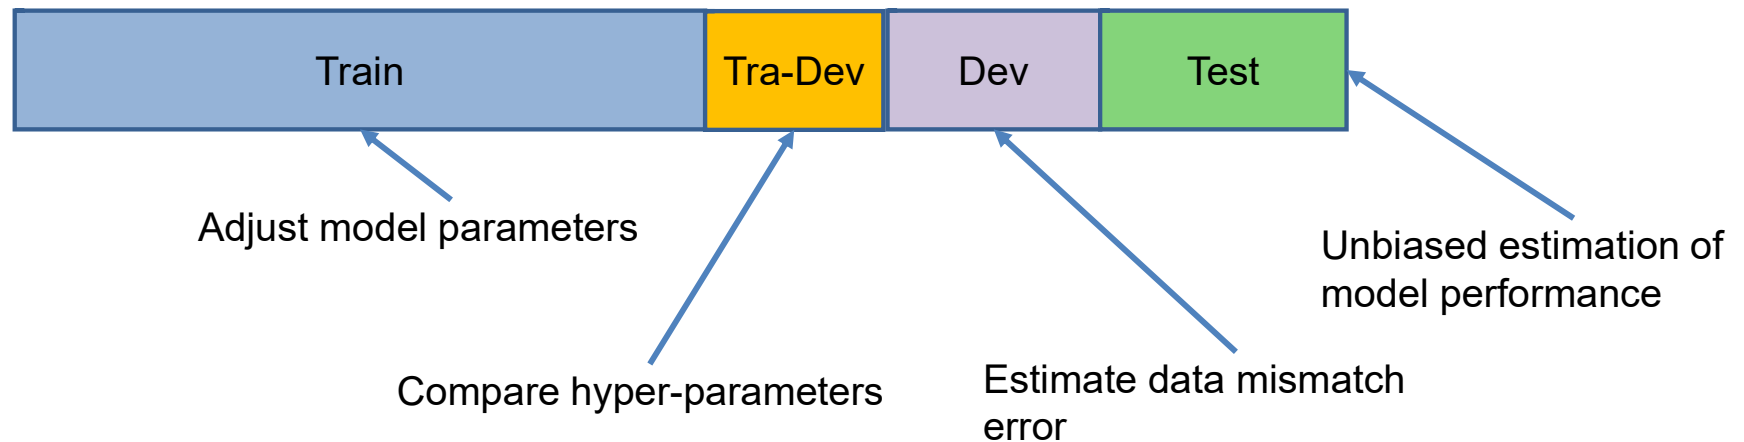 Train
Tra-Dev
Dev
Test
Adjust model parameters
Unbiased estimation of
model performance
Compare hyper-parameters
Estimate data mismatch
error